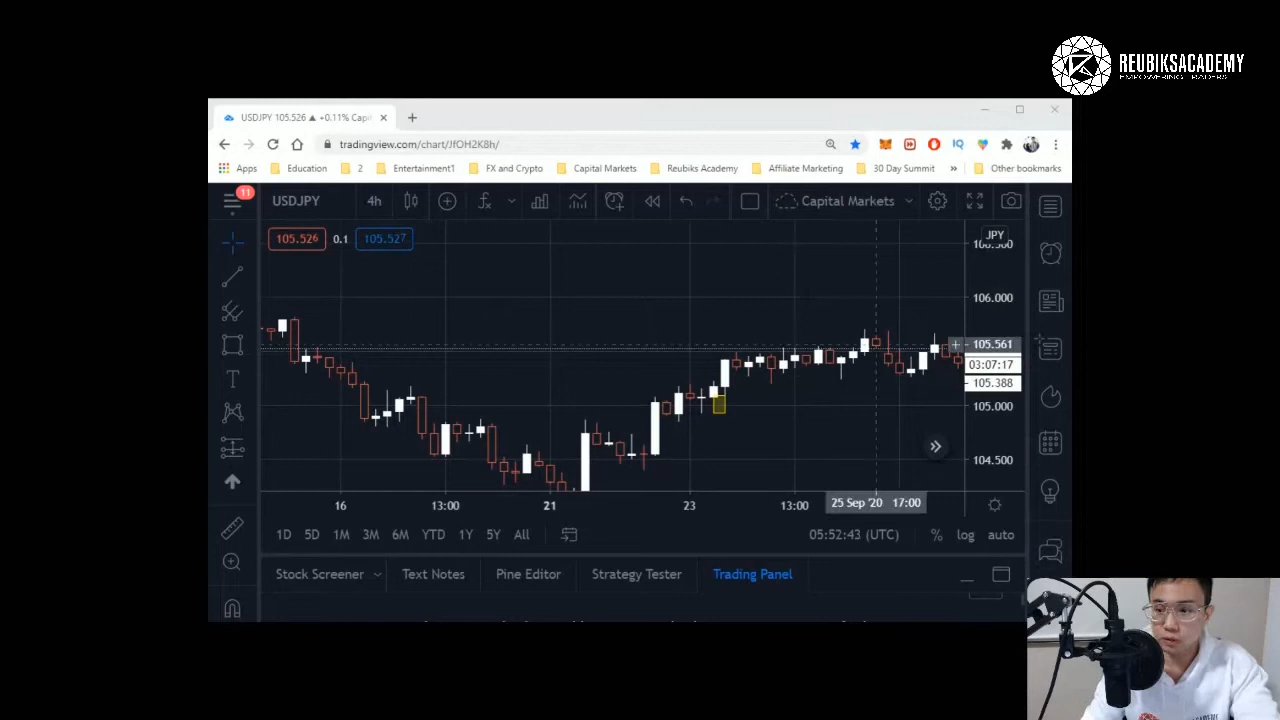 REUBIKSACADEMY
EMPOWERING TRADERS
USDJPY 105.526 ▲ +0.11% Capi
tradingview.com/chart/JfOH2K8h/
Apps Education 2 Entertainment1 FX and Crypto Capital Markets Reubiks Academy Affiliate Marketing 30 Day Summit » Other bookmarks
11
USDJPY 4h Capital Markets
105.526 0.1 105.527
JPY
106.500
106.000
105.561
03:07:17
105.388
105.000
104.500
16 13:00 21 23 13:00 25 Sep '20 17:00
1D 5D 1M 3M 6M YTD 1Y 5Y All 05:52:43 (UTC) % log auto
Stock Screener Text Notes Pine Editor Strategy Tester Trading Panel